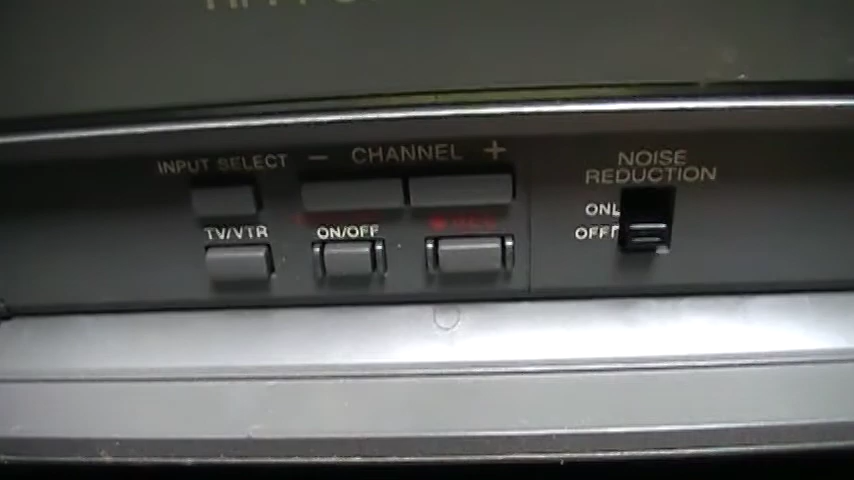 INPUT SELECT
− CHANNEL +
TV/VTR
ON/OFF
NOISE
REDUCTION
ON
OFF